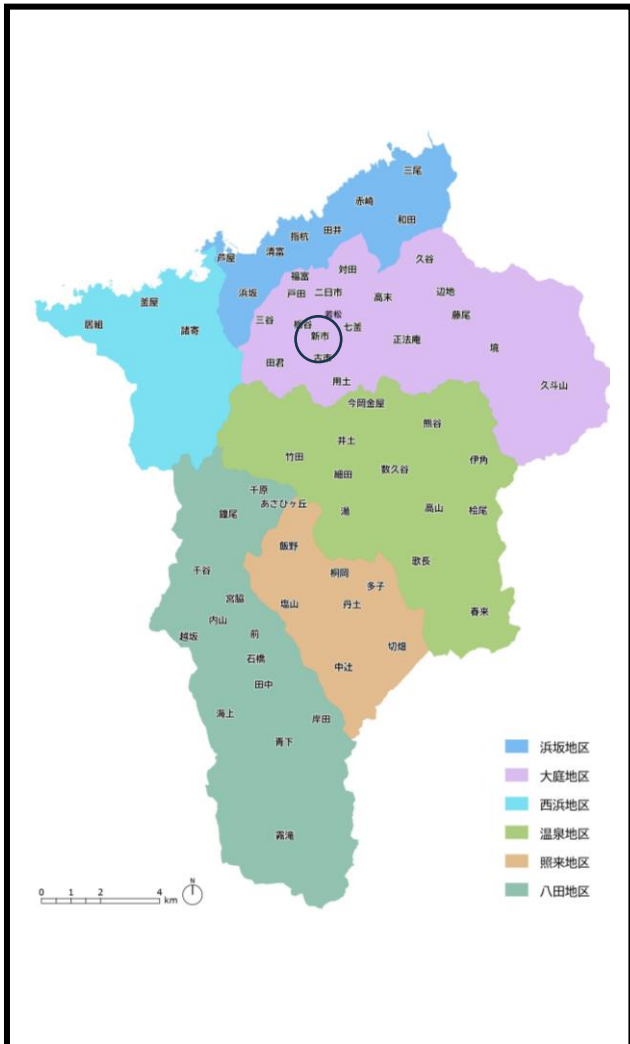 三尾
赤崎
和田
田井
指杭
清富
芦屋
浜坂
久谷
対田
福富
戸田
二日市
高末
辺地
藤尾
三谷
若松
七釜
栃谷
新市
正法庵
境
古市
田君
用土
久斗山
釜屋
居組
諸寄
今岡金屋
熊谷
井土
竹田
細田
数久谷
伊角
湯
高山
桧尾
歌長
春来
千原
あさひヶ丘
鐘尾
飯野
桐岡
多子
千谷
塩山
丹土
宮脇
内山
越坂
前
切畑
石橋
中辻
田中
海上
岸田
青下
霧滝
浜坂地区
大庭地区
西浜地区
温泉地区
照来地区
八田地区
0 1 2 4 km
N